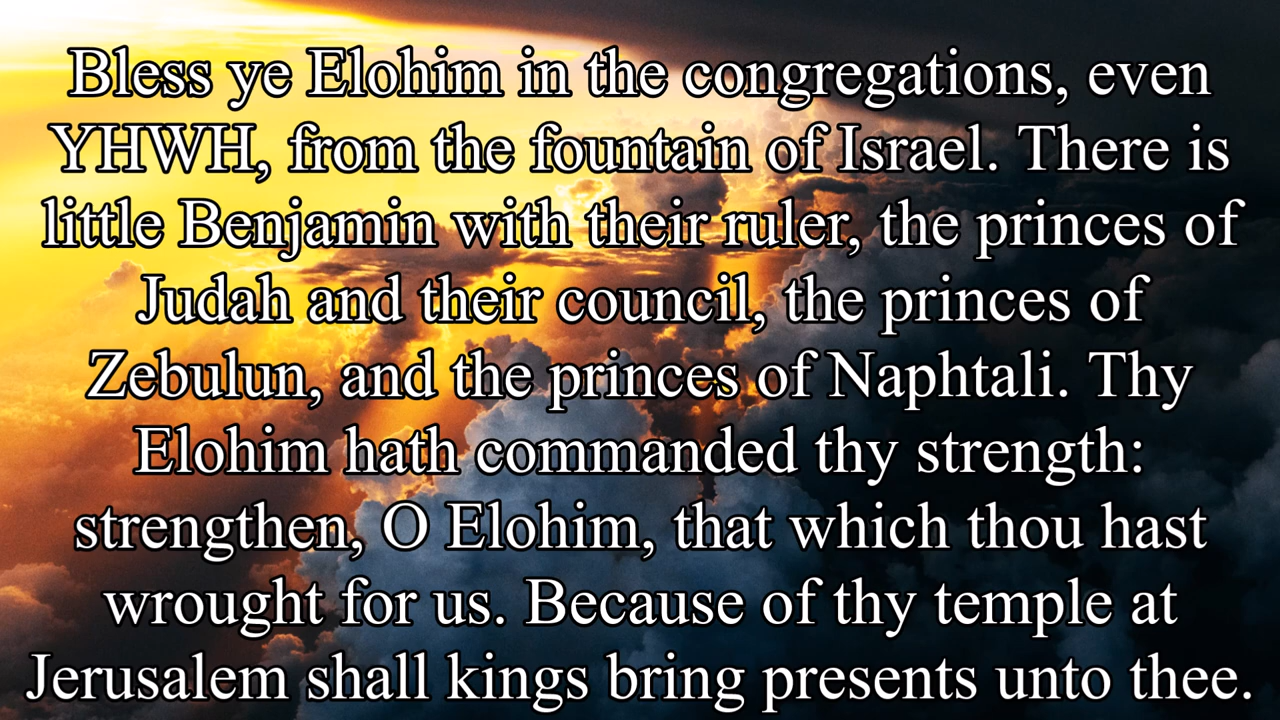 Bless ye Elohim in the congregations, even
YHWH, from the fountain of Israel. There is
little Benjamin with their ruler, the princes of
Judah and their council, the princes of
Zebulun, and the princes of Naphtali. Thy
Elohim hath commanded thy strength:
strengthen, O Elohim, that which thou hast
wrought for us. Because of thy temple at
Jerusalem shall kings bring presents unto thee.